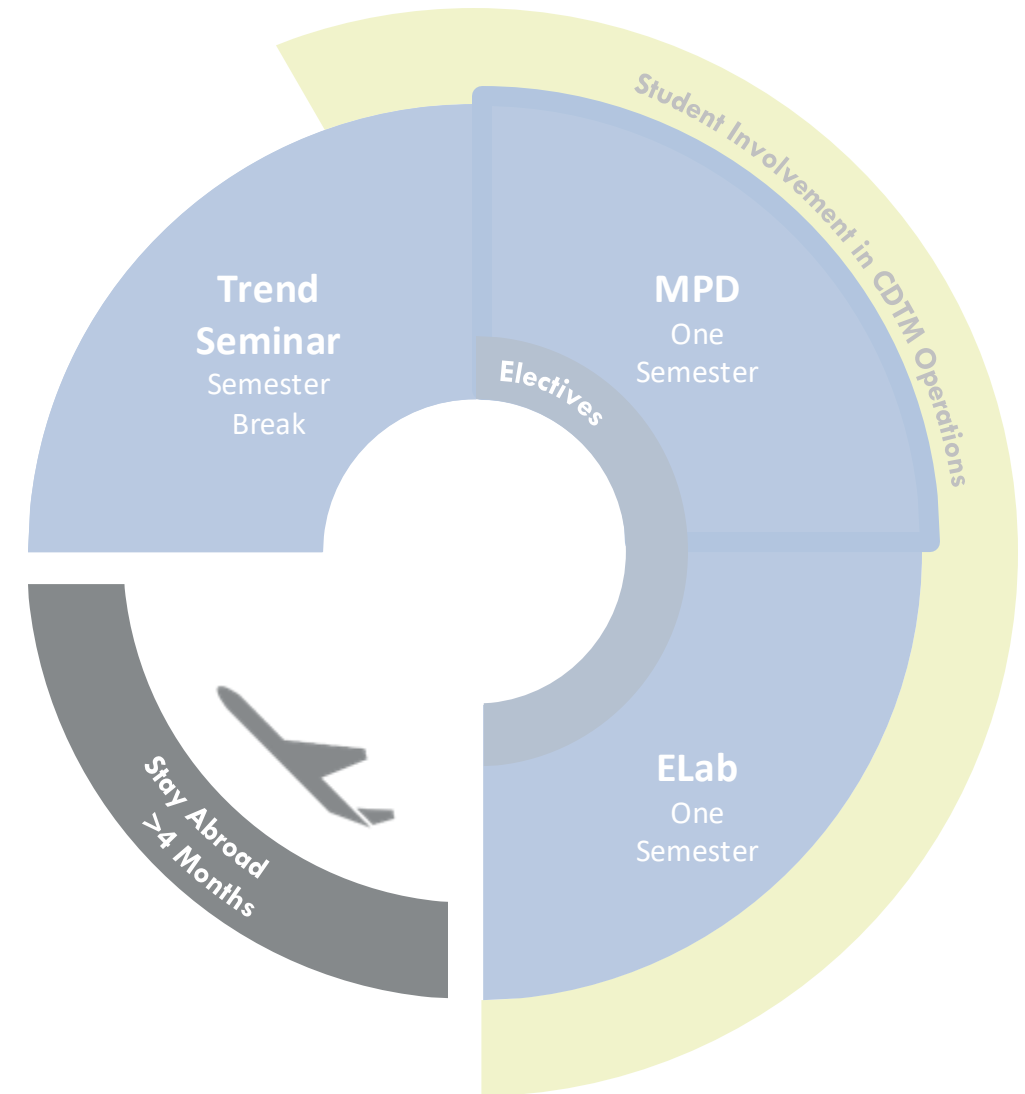 Student Involvement in CDTM Operations
Trend
Seminar
Semester
Break
MPD
One
Semester
Electives
ELab
One
Semester
Stay Abroad
>4 Months